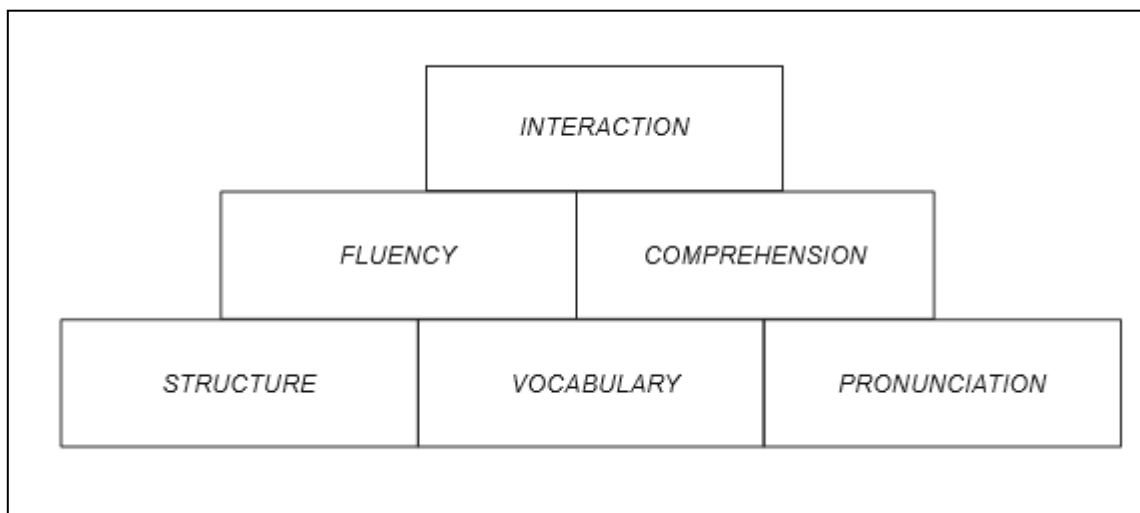 INTERACTION
FLUENCY COMPREHENSION
STRUCTURE VOCABULARY PRONUNCIATION